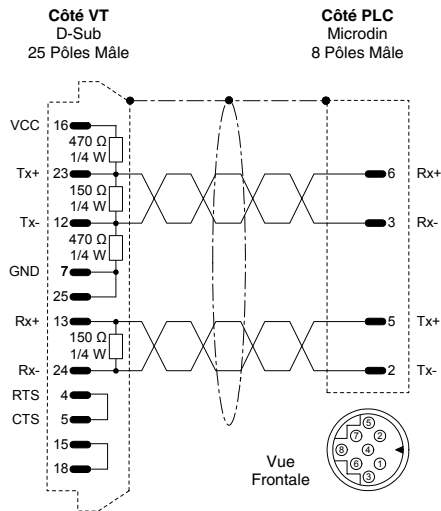 Côté VT
D-Sub
25 Pôles Mâle
Côté PLC
Microdin
8 Pôles Mâle
VCC 16
470 Ω
1/4 W
Tx+ 23
150 Ω
1/4 W
Tx- 12
470 Ω
1/4 W
GND 7
25
Rx+ 13
150 Ω
1/4 W
Rx- 24
RTS 4
CTS 5
15
18
6 Rx+
3 Rx-
5 Tx+
2 Tx-
Vue
Frontale
5
7 2
8 4
6 1
3